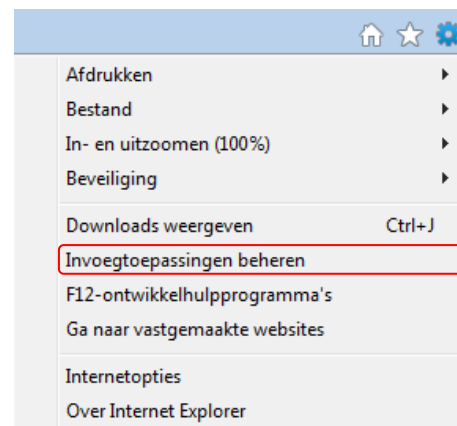 Afdrukken
Bestand
In- en uitzoomen (100%)
Beveiliging
Downloads weergeven Ctrl+J
Invoegtoepassingen beheren
F12-ontwikkelhulpprogramma's
Ga naar vastgemaakte websites
Internetopties
Over Internet Explorer